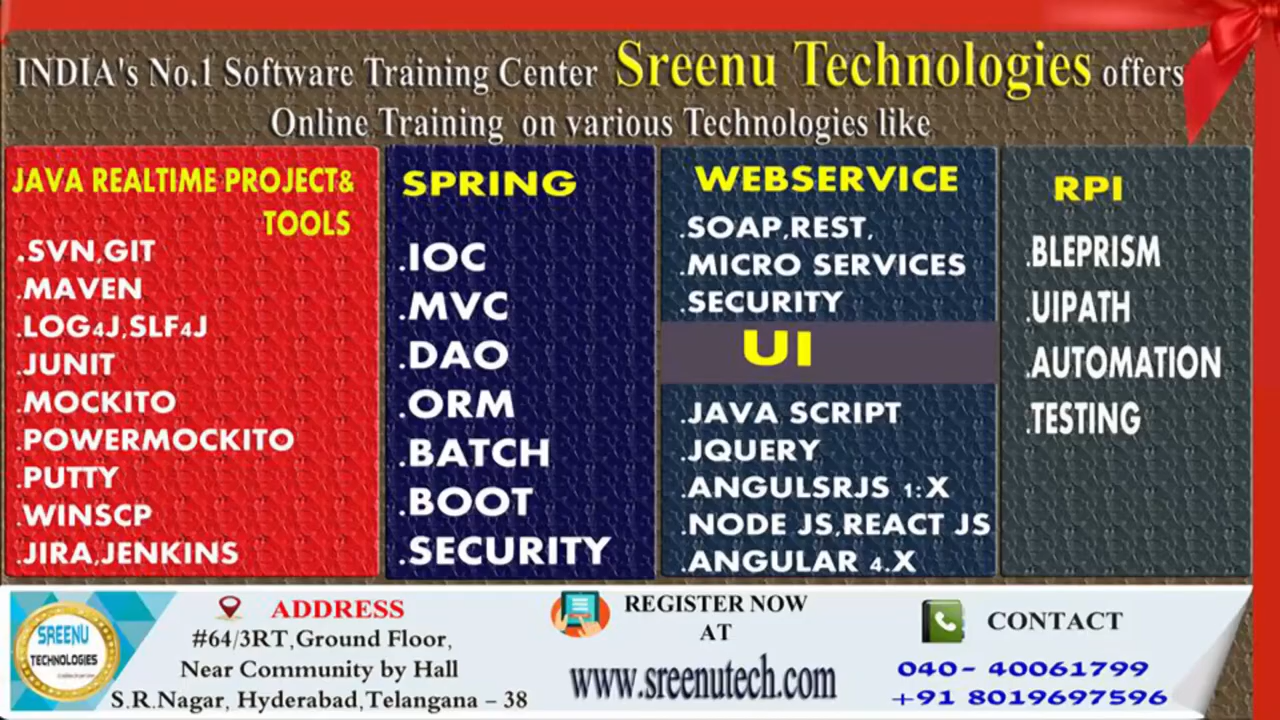 INDIA's No.1 Software Training Center Sreenu Technologies offers
Online Training on various Technologies like
JAVA REALTIME PROJECT&
TOOLS
.SVN,GIT
.MAVEN
.LOG4J,SLF4J
.JUNIT
.MOCKITO
.POWERMOCKITO
.PUTTY
.WINSCP
.JIRA,JENKINS
SPRING
.IOC
.MVC
.DAO
.ORM
.BATCH
.BOOT
.SECURITY
WEBSERVICE
.SOAP,REST,
.MICRO SERVICES
.SECURITY
UI
.JAVA SCRIPT
.JQUERY
.ANGULSRJS 1:X
.NODE JS,REACT JS
.ANGULAR 4.X
RPI
.BLEPRISM
.UIPATH
.AUTOMATION
.TESTING
SREENU
TECHNOLOGIES
ADDRESS
#64/3RT,Ground Floor,
Near Community by Hall
S.R.Nagar, Hyderabad,Telangana – 38
REGISTER NOW
AT
www.sreenutech.com
CONTACT
040- 40061799
+91 8019697596